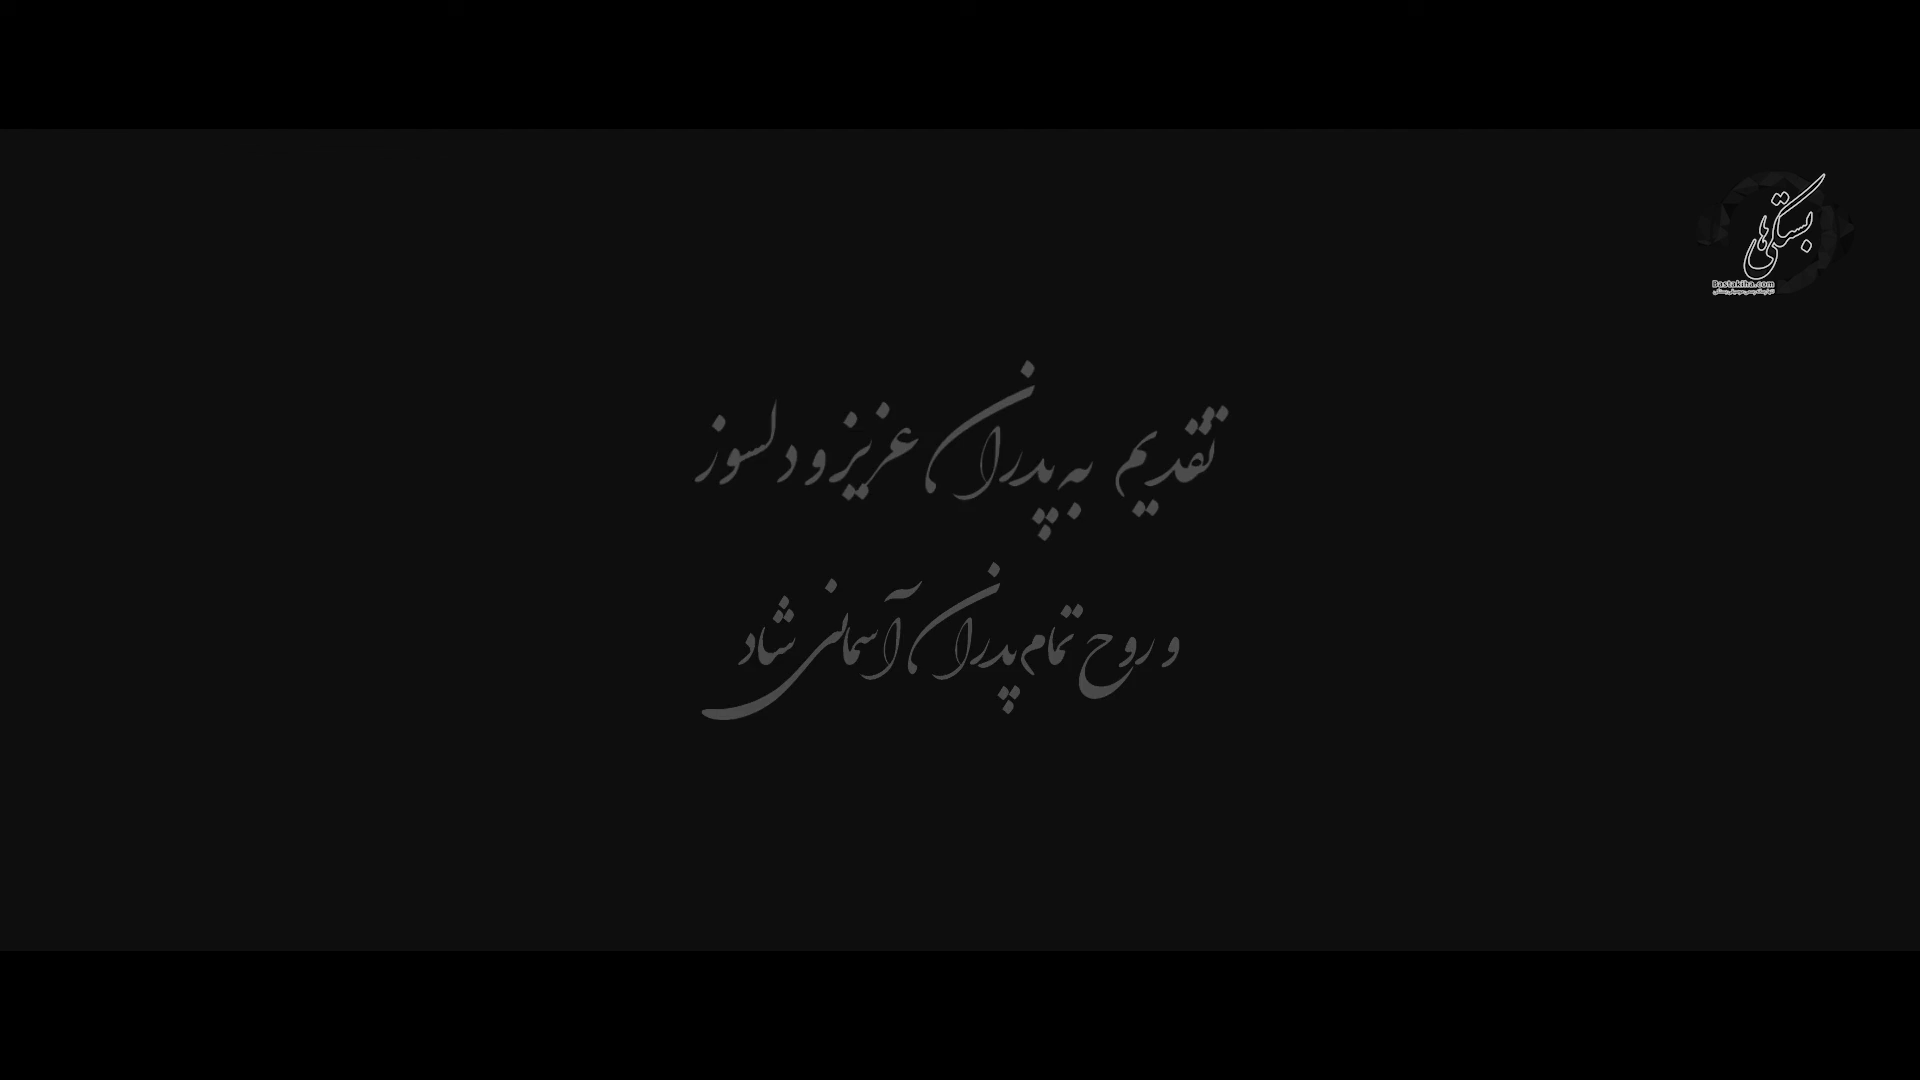 بستکی‌ها
Bastakiha.com
تقدیم به پدران عزیز و دلسوز
و روح تمام پدران آسمانی شاد